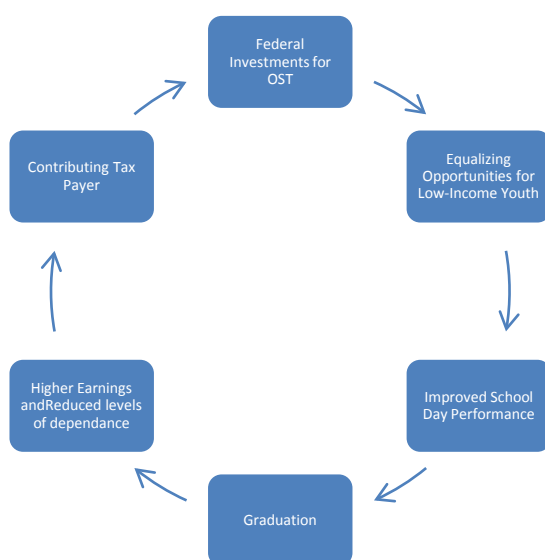 Federal
Investments for
OST
Equalizing
Opportunities for
Low-Income Youth
Improved School
Day Performance
Graduation
Higher Earnings
andReduced levels
of dependance
Contributing Tax
Payer